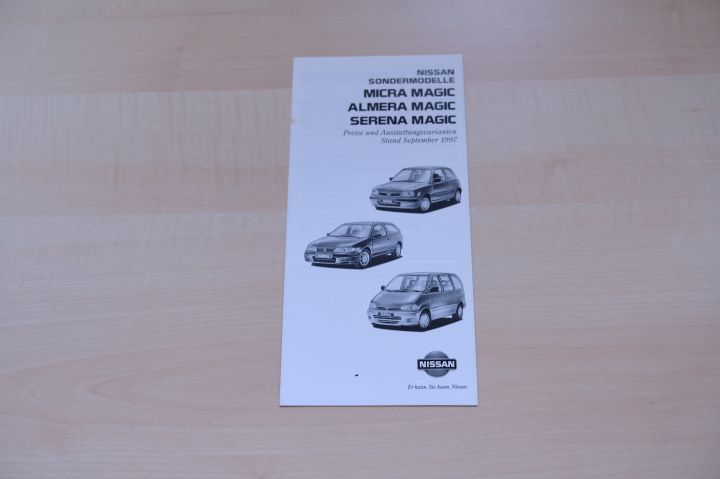 NISSAN
SONDERMODELLE
MICRA MAGIC
ALMERA MAGIC
SERENA MAGIC
Preise und Ausstattungsvarianten
Stand September 1997
NISSAN
Er kann. Sie kann. Nissan